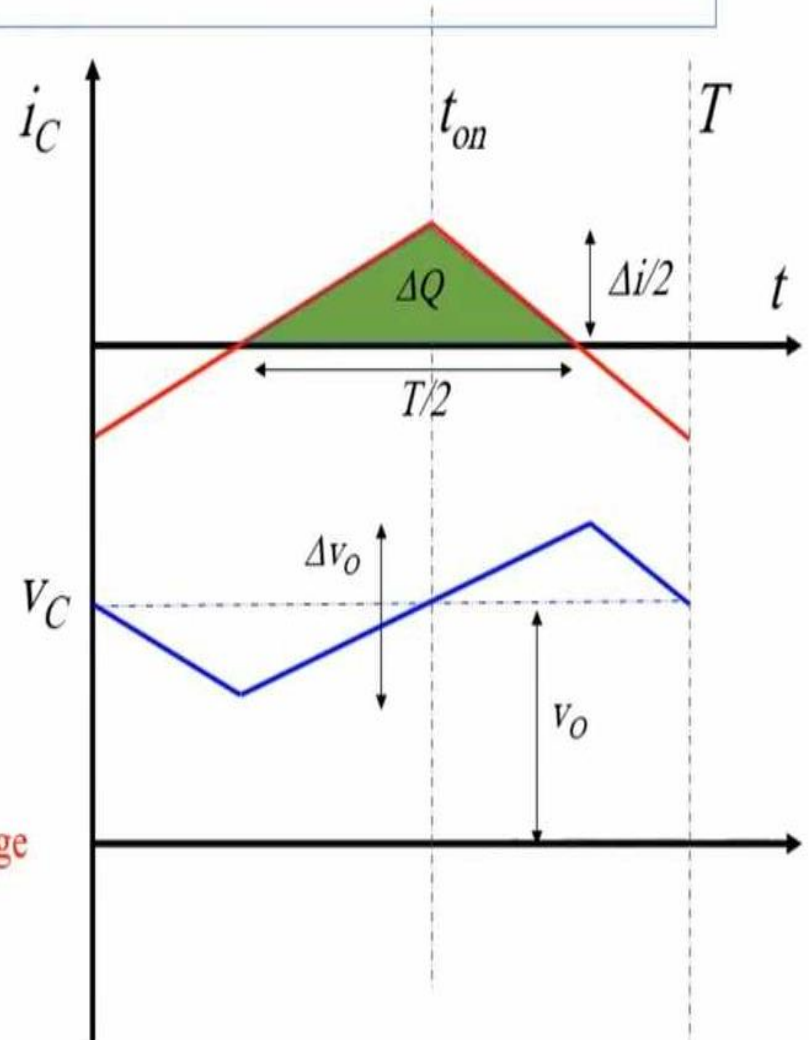 i_C
t_on
T
ΔQ
Δi/2
t
T/2
Δv_O
v_C
v_O
ge